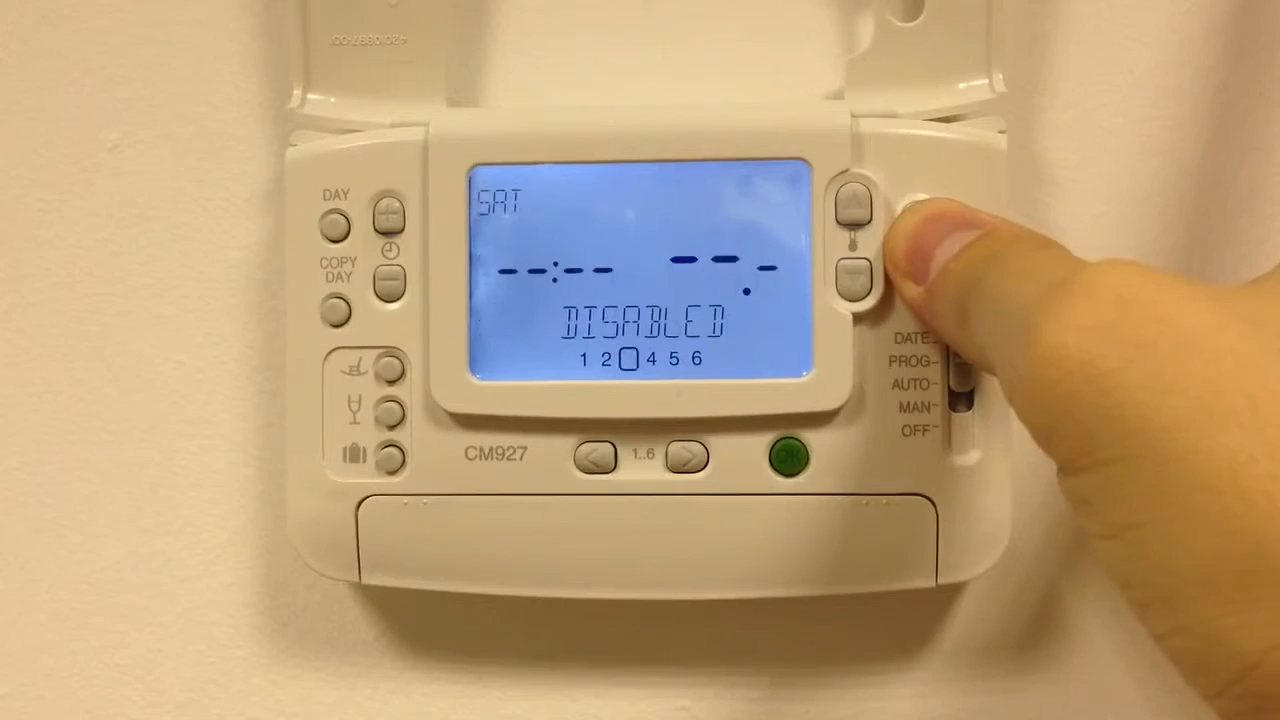 DAY
COPY
DAY
SAT
--:-- --.-
DISABLED
1 2 4 5 6
DATE
PROG
AUTO
MAN
OFF
CM927
< 1..6 >
OK